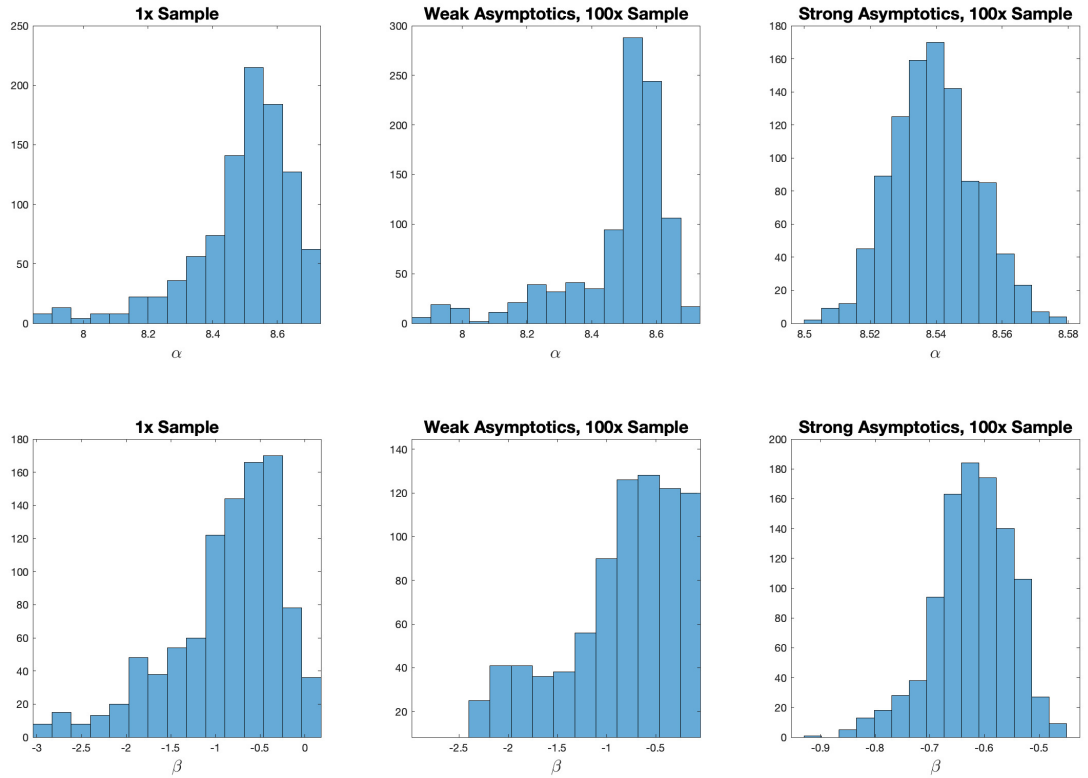 1x Sample
250
200
150
100
50
0
8 8.2 8.4 8.6
α
Weak Asymptotics, 100x Sample
300
250
200
150
100
50
0
8 8.2 8.4 8.6
α
Strong Asymptotics, 100x Sample
180
160
140
120
100
80
60
40
20
0
8.5 8.52 8.54 8.56 8.58
α
1x Sample
180
160
140
120
100
80
60
40
20
0
-3 -2.5 -2 -1.5 -1 -0.5 0
β
Weak Asymptotics, 100x Sample
140
120
100
80
60
40
20
-2.5 -2 -1.5 -1 -0.5
β
Strong Asymptotics, 100x Sample
200
180
160
140
120
100
80
60
40
20
0
-0.9 -0.8 -0.7 -0.6 -0.5
β